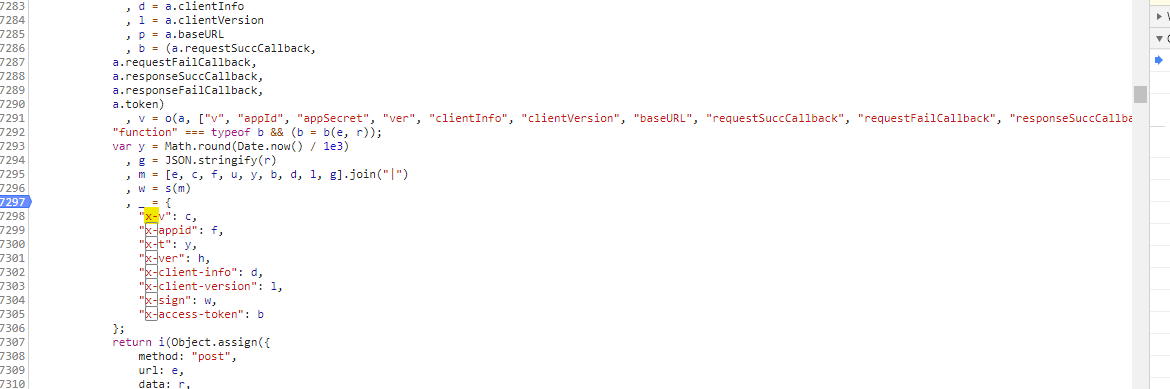 7283 , d = a.clientInfo
7284 , l = a.clientVersion
7285 , p = a.baseURL
7286 , b = (a.requestSuccCallback,
7287 a.requestFailCallback,
7288 a.responseSuccCallback,
7289 a.responseFailCallback,
7290 a.token)
7291 , v = o(a, ["v", "appId", "appSecret", "ver", "clientInfo", "clientVersion", "baseURL", "requestSuccCallback", "requestFailCallback", "responseSuccCallba
7292 "function" === typeof b && (b = b(e, r));
7293 var y = Math.round(Date.now() / 1e3)
7294 , g = JSON.stringify(r)
7295 , m = [e, c, f, u, y, b, d, l, g].join("|")
7296 , w = s(m)
7297 , _ = {
7298 "x-v": c,
7299 "x-appid": f,
7300 "x-t": y,
7301 "x-ver": h,
7302 "x-client-info": d,
7303 "x-client-version": l,
7304 "x-sign": w,
7305 "x-access-token": b
7306 };
7307 return i(Object.assign({
7308 method: "post",
7309 url: e,
7310 data: r,